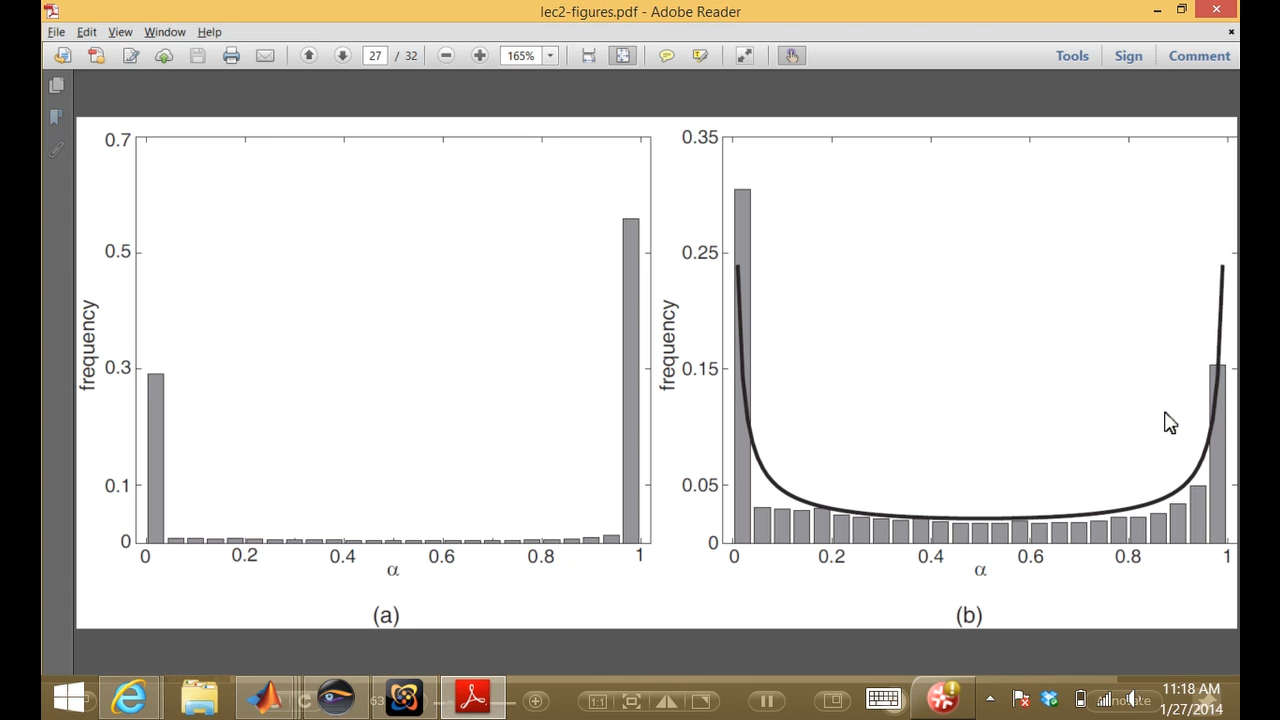 lec2-figures.pdf - Adobe Reader
File Edit View Window Help
27 / 32 165% Tools Sign Comment
0.7
0.5
0.3
0.1
0
frequency
0 0.2 0.4 0.6 0.8 1
α
(a)
0.35
0.25
0.15
0.05
0
frequency
0 0.2 0.4 0.6 0.8 1
α
(b)
63
1:1
11:18 AM
1/27/2014